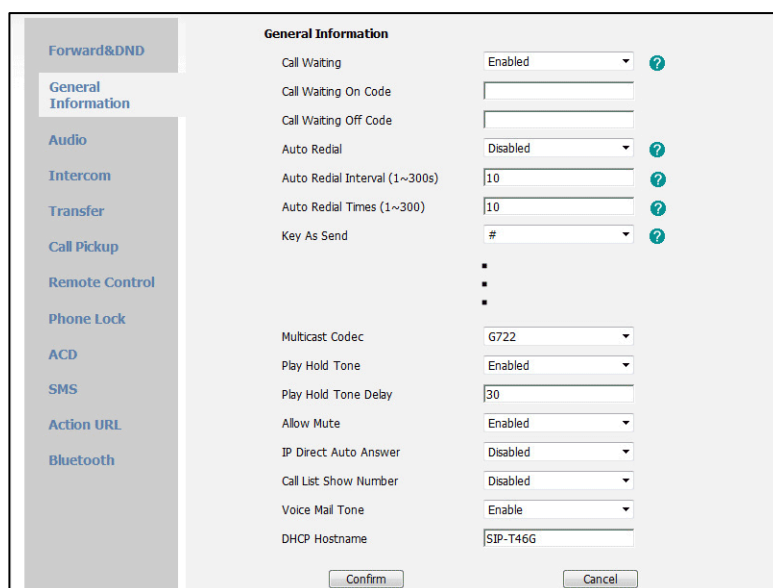 Forward&DND
General
Information
Audio
Intercom
Transfer
Call Pickup
Remote Control
Phone Lock
ACD
SMS
Action URL
Bluetooth
General Information
Call Waiting Enabled ?
Call Waiting On Code
Call Waiting Off Code
Auto Redial Disabled ?
Auto Redial Interval (1~300s) 10 ?
Auto Redial Times (1~300) 10 ?
Key As Send # ?
Multicast Codec G722
Play Hold Tone Enabled
Play Hold Tone Delay 30
Allow Mute Enabled
IP Direct Auto Answer Disabled
Call List Show Number Disabled
Voice Mail Tone Enable
DHCP Hostname SIP-T46G
Confirm Cancel